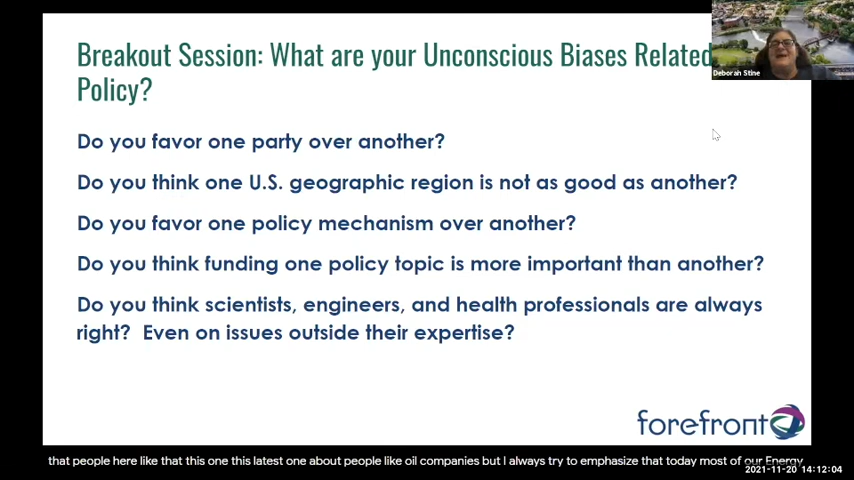 Breakout Session: What are your Unconscious Biases Related
Policy?
Deborah Stine
Do you favor one party over another?
Do you think one U.S. geographic region is not as good as another?
Do you favor one policy mechanism over another?
Do you think funding one policy topic is more important than another?
Do you think scientists, engineers, and health professionals are always
right? Even on issues outside their expertise?
forefront
that people here like that this one this latest one about people like oil companies but I always try to emphasize that today most of our Energy
2021-11-20 14:12:04